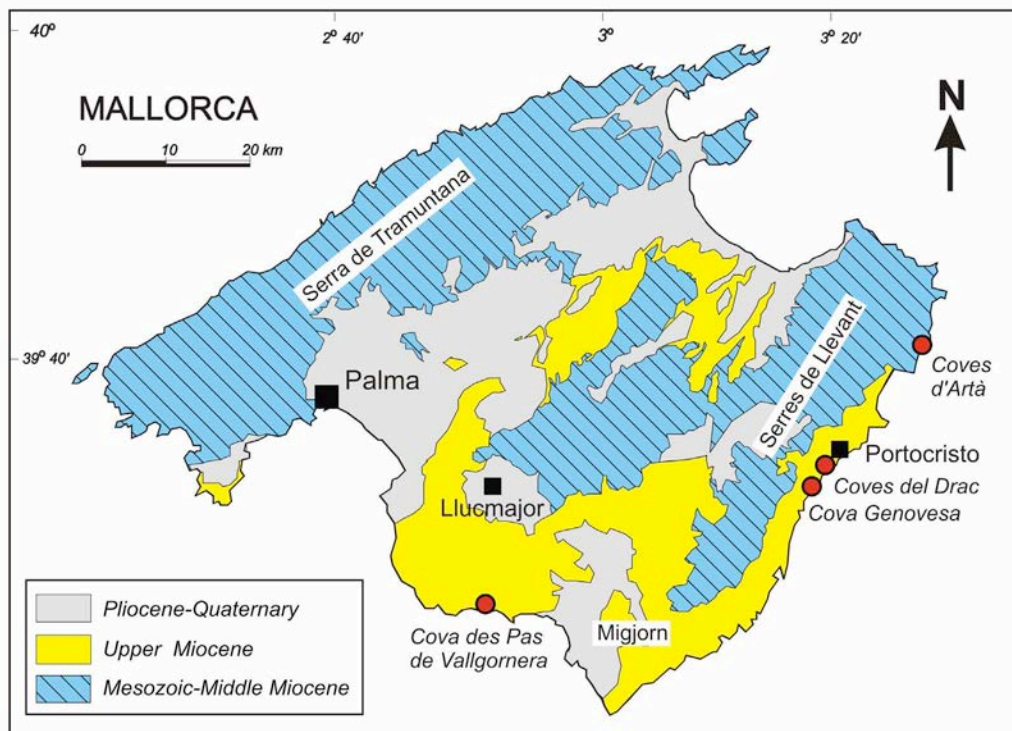 40º
2º 40'
3º
3º 20'
MALLORCA
0 10 20 km
N
Serra de Tramuntana
39º 40'
Palma
Serres de Llevant
Coves
d'Artà
Portocristo
Coves del Drac
Cova Genovesa
Llucmajor
Migjorn
Cova des Pas
de Vallgornera
Pliocene-Quaternary
Upper Miocene
Mesozoic-Middle Miocene